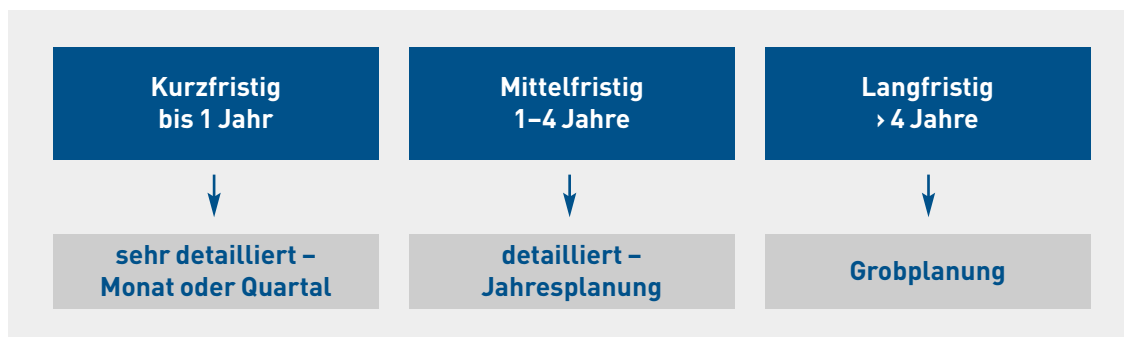 Kurzfristig
bis 1 Jahr
Mittelfristig
1–4 Jahre
Langfristig
› 4 Jahre
sehr detailliert –
Monat oder Quartal
detailliert –
Jahresplanung
Grobplanung